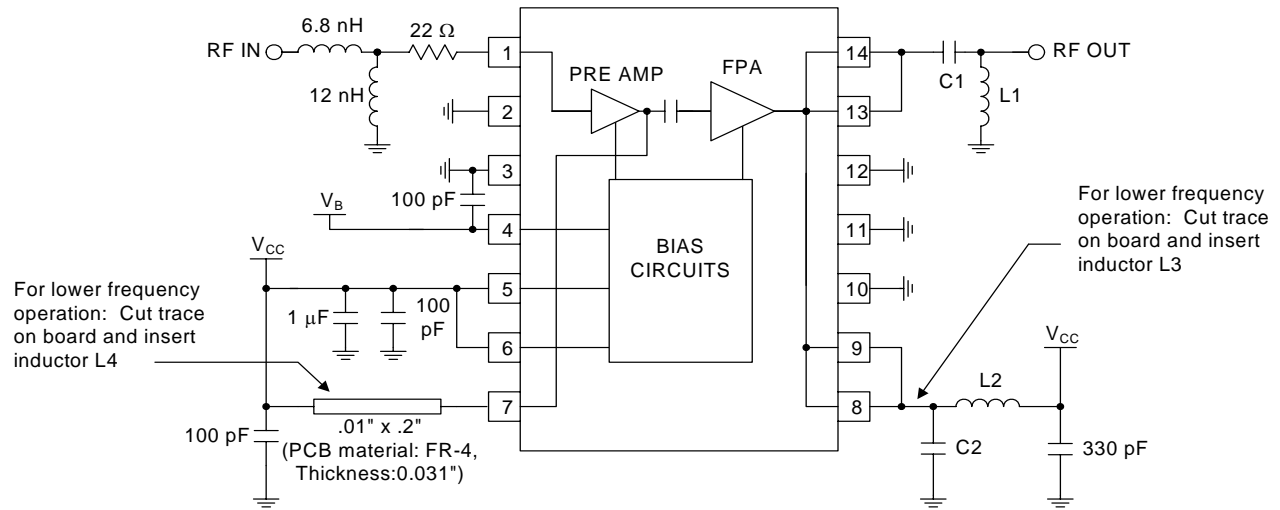 6.8 nH
22 Ω
RF IN
12 nH
1
2
3
4
5
6
7
PRE AMP
FPA
BIAS
CIRCUITS
14
13
12
11
10
9
8
C1
L1
RF OUT
100 pF
VB
VCC
1 μF
100
pF
For lower frequency
operation: Cut trace
on board and insert
inductor L4
100 pF
.01" x .2"
(PCB material: FR-4,
Thickness:0.031")
For lower frequency
operation: Cut trace
on board and insert
inductor L3
VCC
L2
C2
330 pF